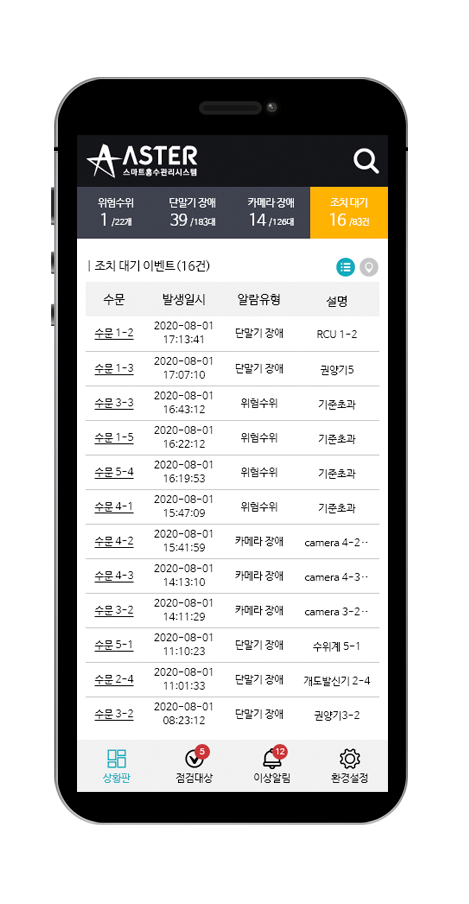 ASTER
스마트홍수관리시스템
위험수위 단말기 장애 카메라 장애 조치 대기
1 /22개 39 /183대 14 /126대 16 /83건
조치 대기 이벤트(16건)
수문 발생일시 알람유형 설명
수문 1-2 2020-08-01 17:13:41 단말기 장애 RCU 1-2
수문 1-3 2020-08-01 17:07:10 단말기 장애 권양기5
수문 3-3 2020-08-01 16:43:12 위험수위 기준초과
수문 1-5 2020-08-01 16:22:12 위험수위 기준초과
수문 5-4 2020-08-01 16:19:53 위험수위 기준초과
수문 4-1 2020-08-01 15:47:09 위험수위 기준초과
수문 4-2 2020-08-01 15:41:59 카메라 장애 camera 4-2··
수문 4-3 2020-08-01 14:13:10 카메라 장애 camera 4-3··
수문 3-2 2020-08-01 14:11:29 카메라 장애 camera 3-2··
수문 5-1 2020-08-01 11:10:23 단말기 장애 수위계 5-1
수문 2-4 2020-08-01 11:01:33 단말기 장애 개도발신기 2-4
수문 3-2 2020-08-01 08:23:12 단말기 장애 권양기3-2
5 12
상황판 점검대상 이상알림 환경설정